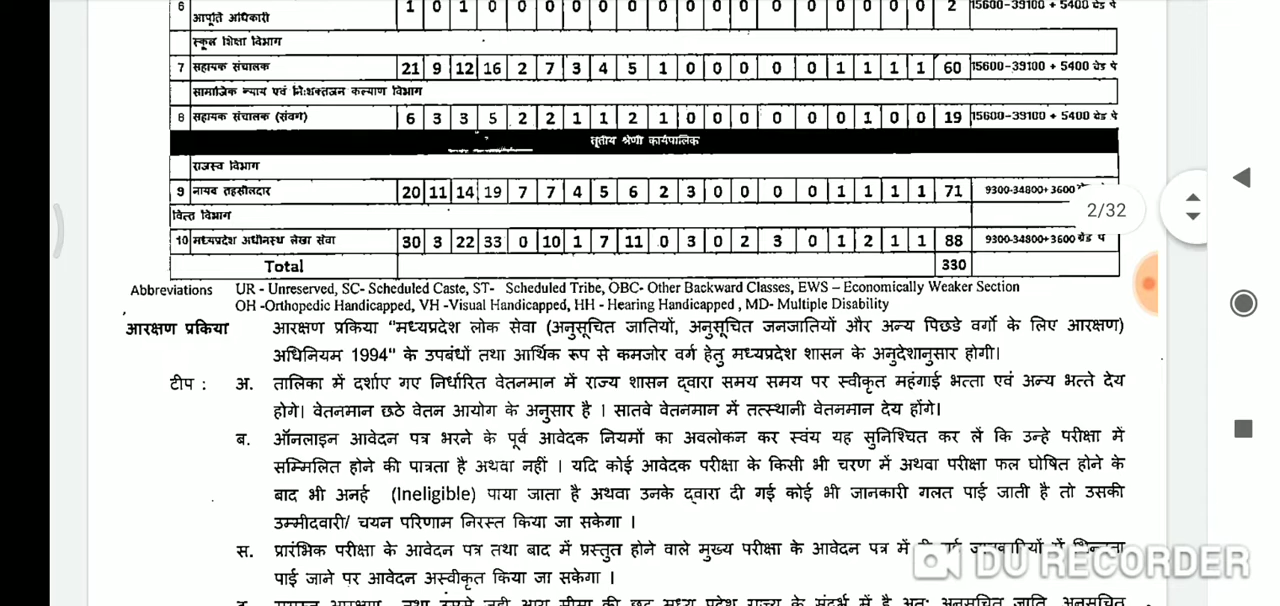 6 आपूति अधिकारी 1 0 1 0 0 0 0 0 0 0 0 0 0 0 0 0 0 0 2 15600-39100 + 5400 ग्रेड पे
स्कूल शिक्षा विभाग
7 सहायक संचालक 21 9 12 16 2 7 3 4 5 1 0 0 0 0 0 1 1 1 1 60 15600-39100 + 5400 ग्रेड पे
सामाजिक न्याय एवं निःशक्तजन कल्याण विभाग
8 सहायक संचालक (संवग) 6 3 3 5 2 2 1 1 2 1 0 0 0 0 0 0 1 0 0 19 15600-39100 + 5400 ग्रेड पे
तृतीय श्रेणी कार्यपालिक
राजस्व विभाग
9 नायब तहसीलदार 20 11 14 19 7 7 4 5 6 2 3 0 0 0 0 1 1 1 1 71 9300-34800+3600
वित्त विभाग
2/32
10 मध्यप्रदेश अधीनस्थ लेखा सेवा 30 3 22 33 0 10 1 7 11 0 3 0 2 3 0 1 2 1 1 88 9300-34800+3600 ग्रेड पे
Total 330
Abbreviations UR - Unreserved, SC- Scheduled Caste, ST- Scheduled Tribe, OBC- Other Backward Classes, EWS – Economically Weaker Section
OH -Orthopedic Handicapped, VH -Visual Handicapped, HH - Hearing Handicapped , MD- Multiple Disability
आरक्षण प्रकिया आरक्षण प्रकिया "मध्यप्रदेश लोक सेवा (अनुसूचित जातियों, अनुसूचित जनजातियों और अन्य पिछडे वर्गो के लिए आरक्षण)
अधिनियम 1994" के उपबंधों तथा आर्थिक रूप से कमजोर वर्ग हेतु मध्यप्रदेश शासन के अनुदेशानुसार होगी।
टीप : अ. तालिका में दर्शाए गए निर्धारित वेतनमान में राज्य शासन द्वारा समय समय पर स्वीकृत महंगाई भत्ता एवं अन्य भत्ते देय
होगे। वेतनमान छठे वेतन आयोग के अनुसार है । सातवे वेतनमान में तत्स्थानी वेतनमान देय होंगे।
ब. ऑनलाइन आवेदन पत्र भरने के पूर्व आवेदक नियमों का अवलोकन कर स्वंय यह सुनिश्चित कर लें कि उन्हे परीक्षा में
सम्मिलित होने की पात्रता है अथवा नहीं । यदि कोई आवेदक परीक्षा के किसी भी चरण में अथवा परीक्षा फल घोषित होने के
बाद भी अनर्ह (Ineligible) पाया जाता है अथवा उनके द्वारा दी गई कोई भी जानकारी गलत पाई जाती है तो उसकी
उम्मीदवारी/ चयन परिणाम निरस्त किया जा सकेगा ।
स. प्रारंभिक परीक्षा के आवेदन पत्र तथा बाद में प्रस्तुत होने वाले मुख्य परीक्षा के आवेदन पत्र में
DU RECORDER
पाई जाने पर आवेदन अस्वीकृत किया जा सकेगा ।